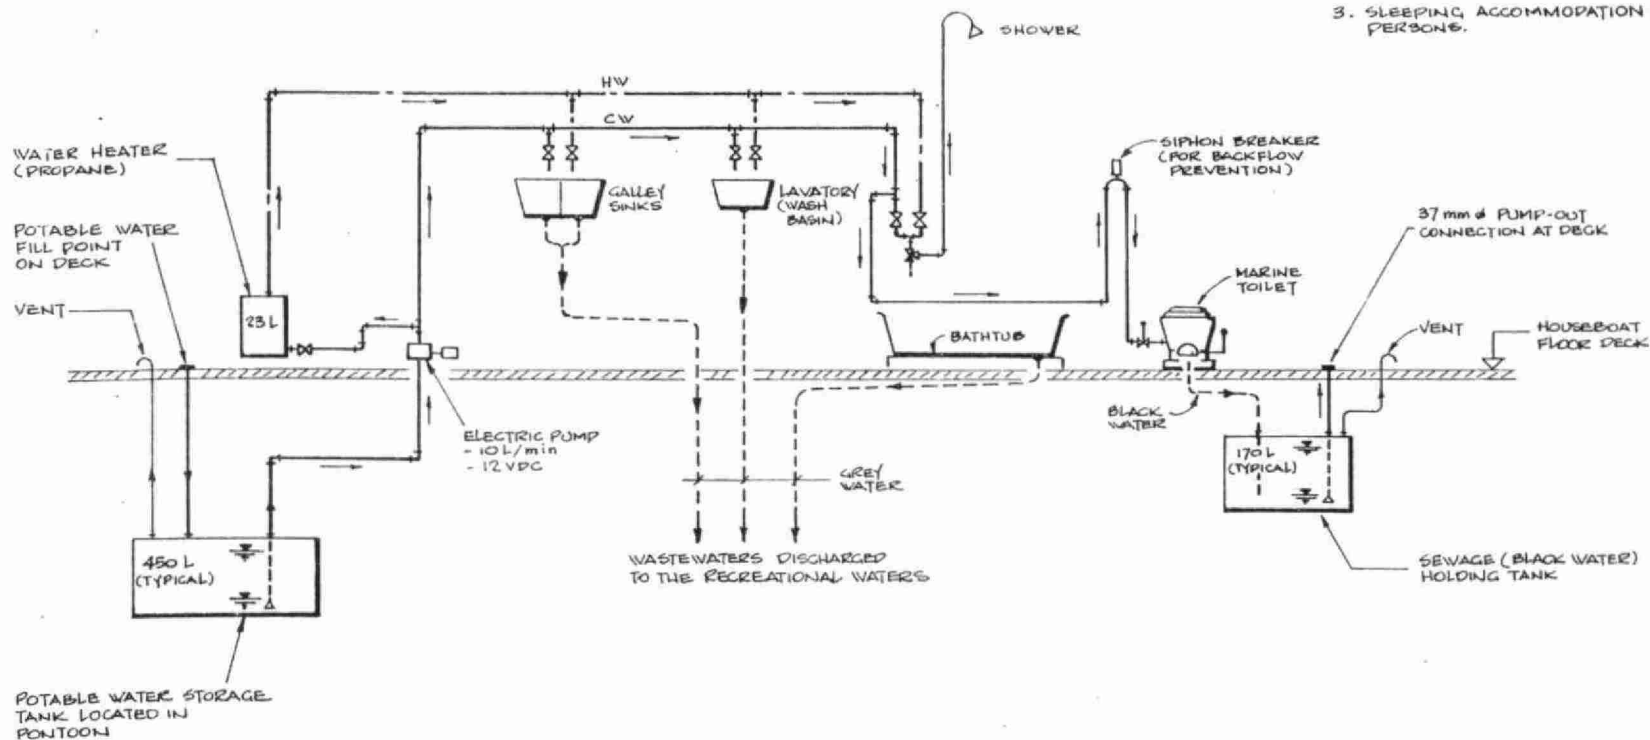 3. SLEEPING ACCOMMODATION
PERSONS.
SHOWER
HW
CW
WATER HEATER
(PROPANE)
SIPHON BREAKER
(FOR BACKFLOW
PREVENTION)
GALLEY
SINKS
LAVATORY
(WASH
BASIN)
37 mm ø PUMP-OUT
CONNECTION AT DECK
POTABLE WATER
FILL POINT
ON DECK
MARINE
TOILET
VENT
23 L
BATHTUB
VENT
HOUSEBOAT
FLOOR DECK
BLACK
WATER
ELECTRIC PUMP
- 10 L/min
- 12 VDC
170 L
(TYPICAL)
GREY
WATER
450 L
(TYPICAL)
WASTEWATERS DISCHARGED
TO THE RECREATIONAL WATERS
SEWAGE (BLACK WATER)
HOLDING TANK
POTABLE WATER STORAGE
TANK LOCATED IN
PONTOON